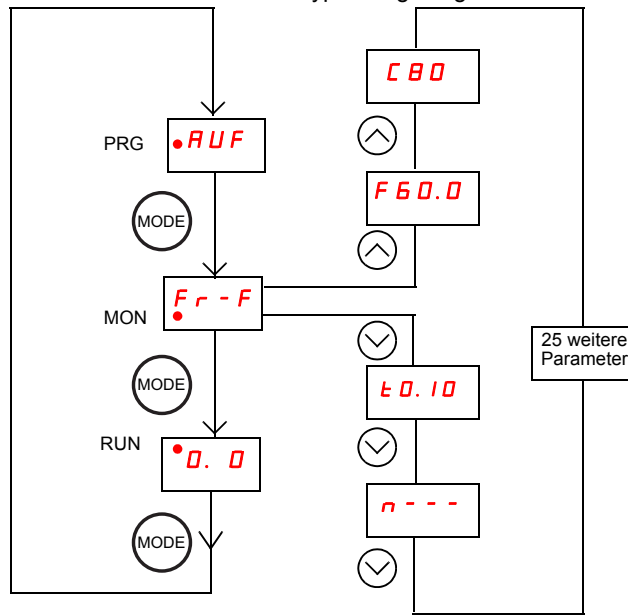 PRG
AUF
MODE
MON
Fr-F
MODE
RUN
0.0
MODE
C80
F60.0
t0.10
n---
25 weitere
Parameter